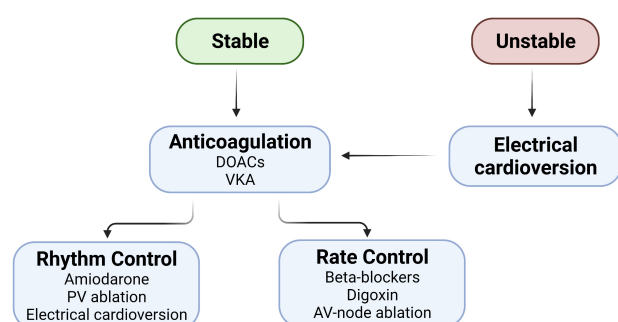 Stable
Unstable
Anticoagulation
DOACs
VKA
Electrical
cardioversion
Rhythm Control
Amiodarone
PV ablation
Electrical cardioversion
Rate Control
Beta-blockers
Digoxin
AV-node ablation